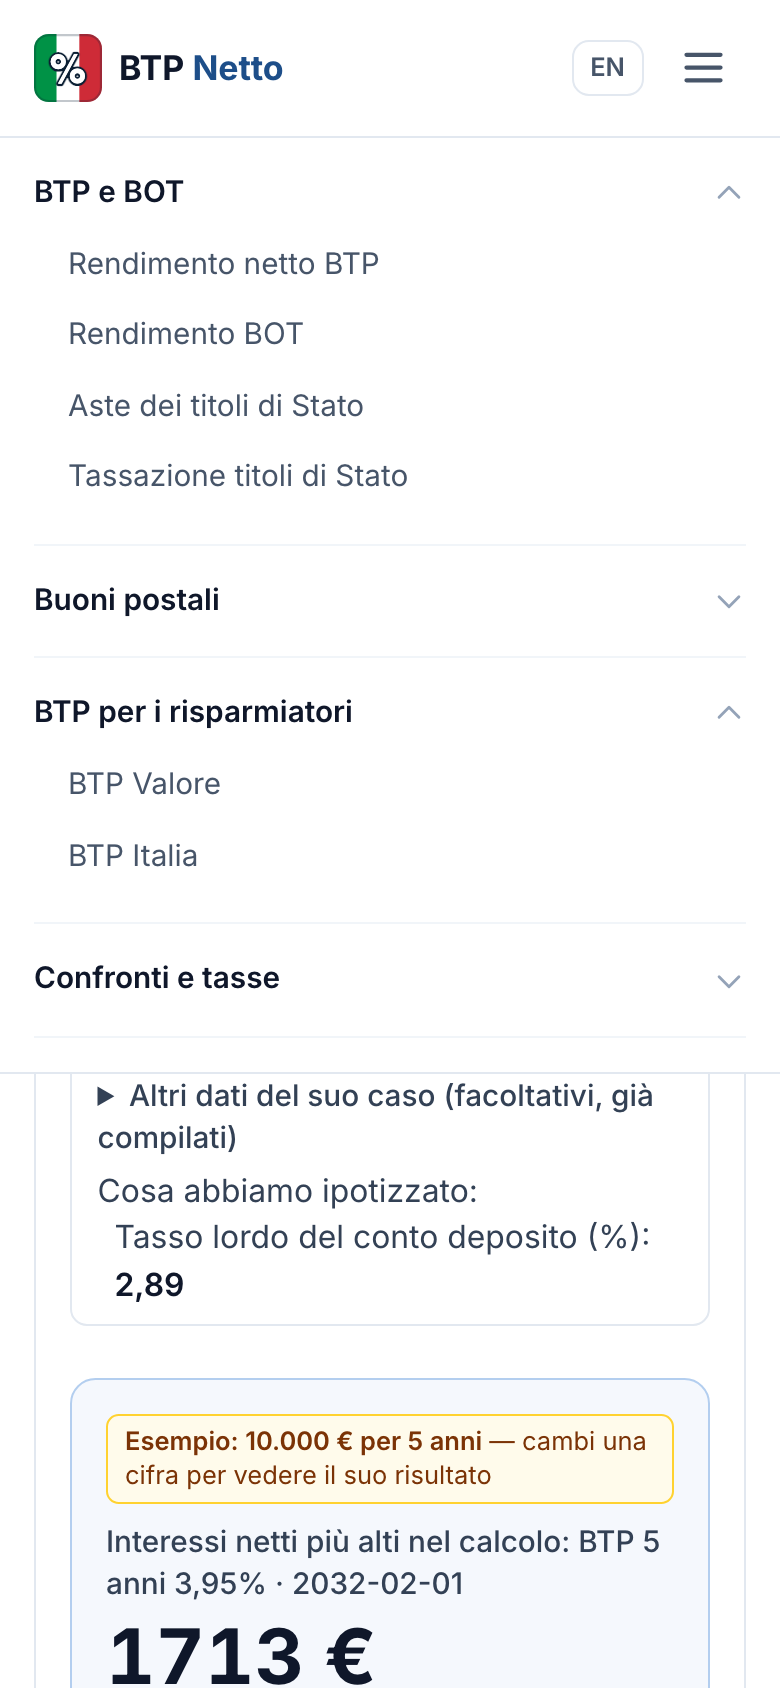 %
BTP Netto
EN
BTP e BOT
Rendimento netto BTP
Rendimento BOT
Aste dei titoli di Stato
Tassazione titoli di Stato
Buoni postali
BTP per i risparmiatori
BTP Valore
BTP Italia
Confronti e tasse
▶ Altri dati del suo caso (facoltativi, già
compilati)
Cosa abbiamo ipotizzato:
Tasso lordo del conto deposito (%):
2,89
Esempio: 10.000 € per 5 anni — cambi una
cifra per vedere il suo risultato
Interessi netti più alti nel calcolo: BTP 5
anni 3,95% · 2032-02-01
1713 €